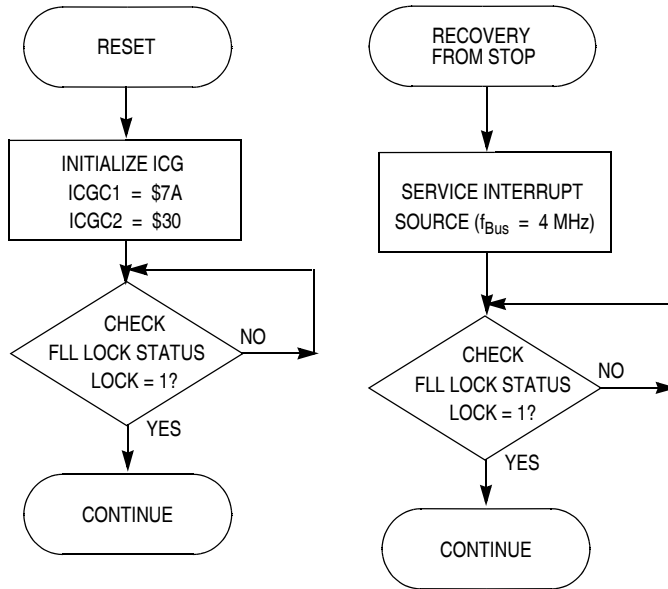 RESET
INITIALIZE ICG
ICGC1 = $7A
ICGC2 = $30
CHECK
FLL LOCK STATUS
LOCK = 1?
NO
YES
CONTINUE
RECOVERY
FROM STOP
SERVICE INTERRUPT
SOURCE (fBus = 4 MHz)
CHECK
FLL LOCK STATUS
LOCK = 1?
NO
YES
CONTINUE